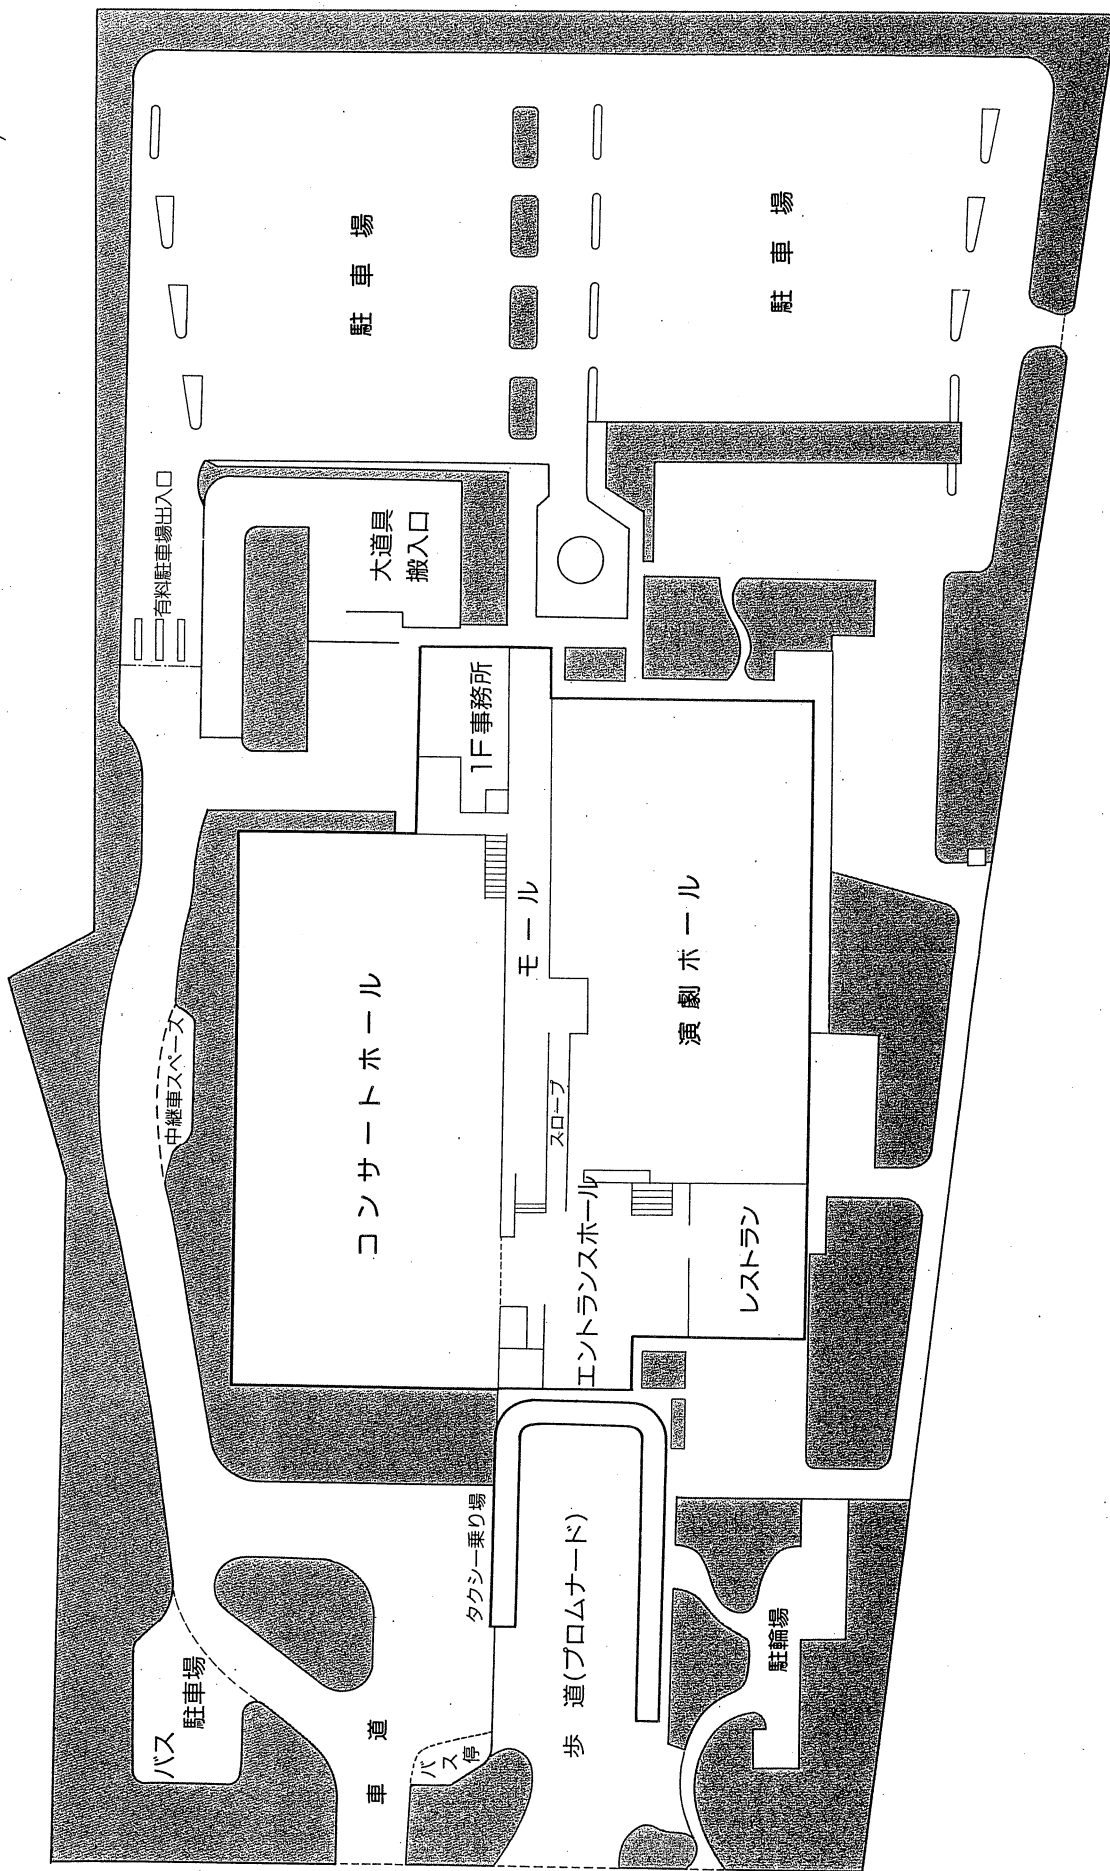 バス
駐車場
車道
バス停
タクシー乗り場
歩道(プロムナード)
駐輪場
中継車スペース
コンサートホール
モール
スロープ
エントランスホール
レストラン
演劇ホール
1F事務所
大道具
搬入口
有料駐車場出入口
駐車場
駐車場